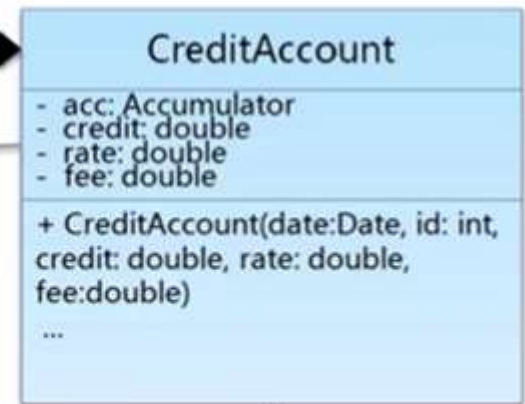 CreditAccount
- acc: Accumulator
- credit: double
- rate: double
- fee: double
+ CreditAccount(date:Date, id: int,
credit: double, rate: double,
fee:double)
...